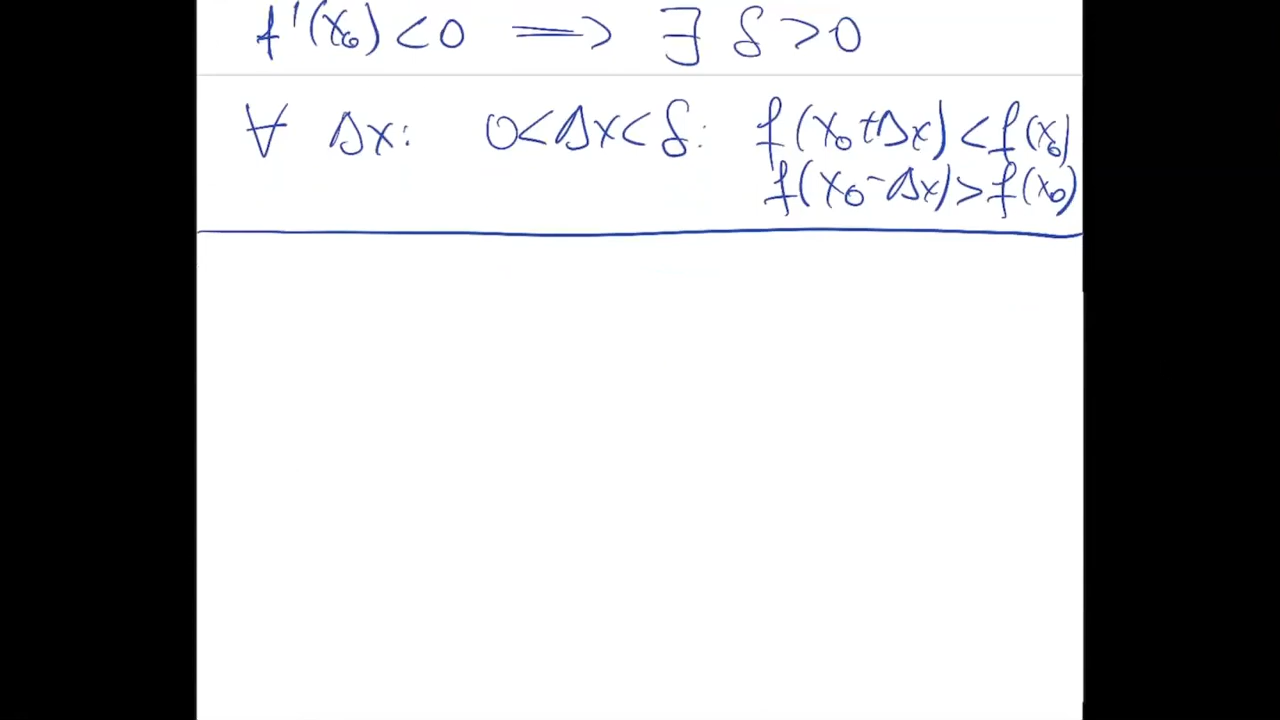 f'(x₀) < 0 ⟹ ∃ δ > 0
∀ Δx: 0 < Δx < δ: f(x₀+Δx) < f(x₀)
f(x₀-Δx) > f(x₀)